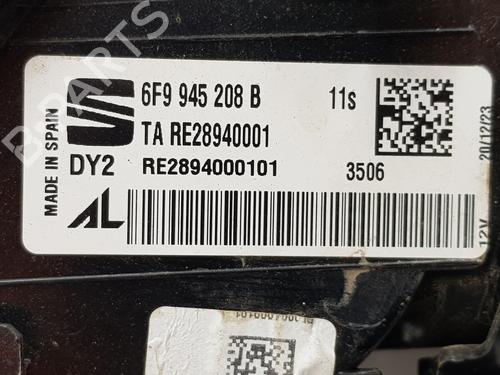 B-PARTS
MADE IN SPAIN
6F9 945 208 B
11s
TA RE28940001
DY2
RE2894000101
3506
20/12/23
12V
AL